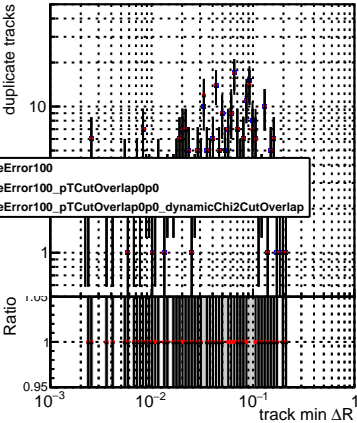 duplicate tracks
10
eError100
eError100_pTCutOverlap0p0
eError100_pTCutOverlap0p0_dynamicChi2CutOverlap
1
Ratio
1.05
1
0.95
10−3 10−2 10−1 1
track min ΔR